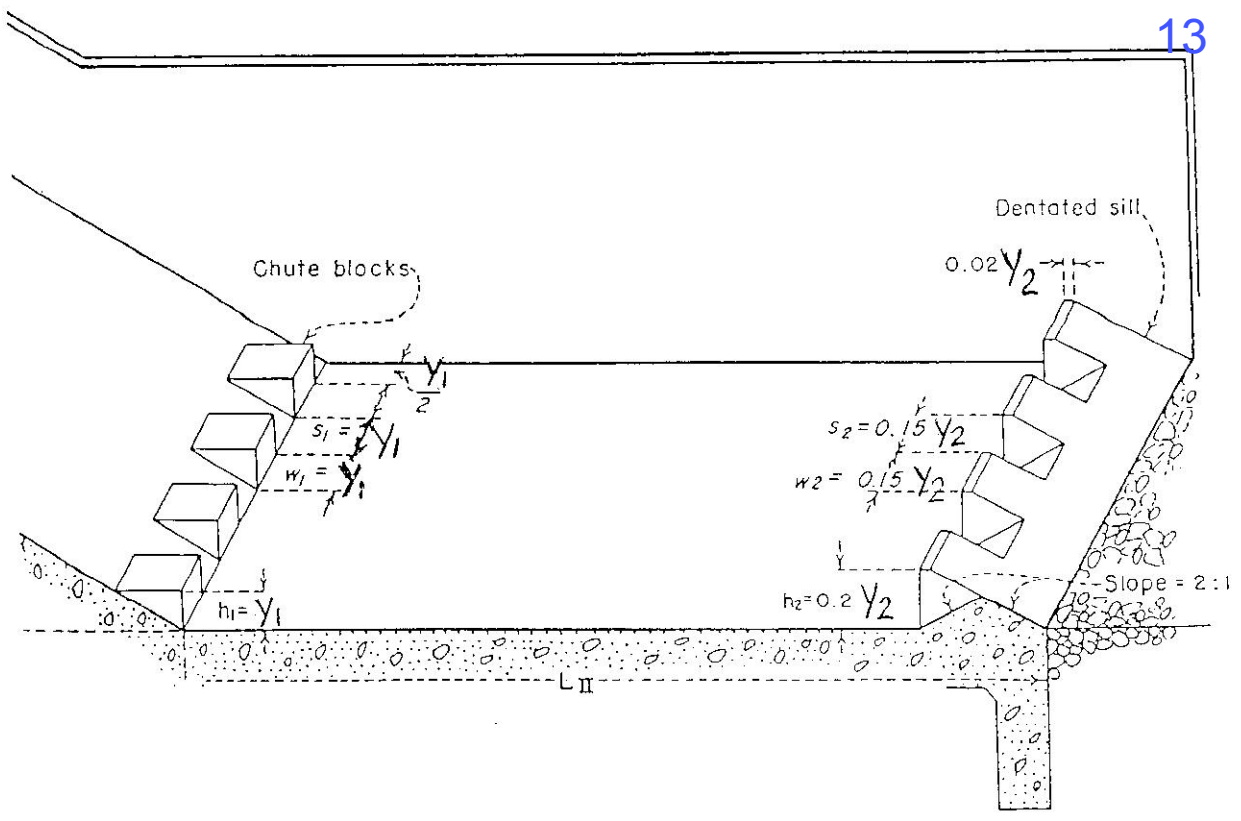 13
Dentated sill
0.02 Y₂
Chute blocks
Y₁/2
s₁ = Y₁
w₁ = Y₁
s₂ = 0.15 Y₂
w₂ = 0.15 Y₂
h₁ = Y₁
h₂ = 0.2 Y₂
Slope = 2:1
L II